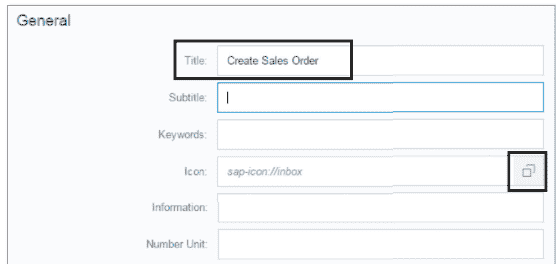 General
Title: Create Sales Order
Subtitle:
Keywords:
Icon: sap-icon://inbox
Information:
Number Unit: